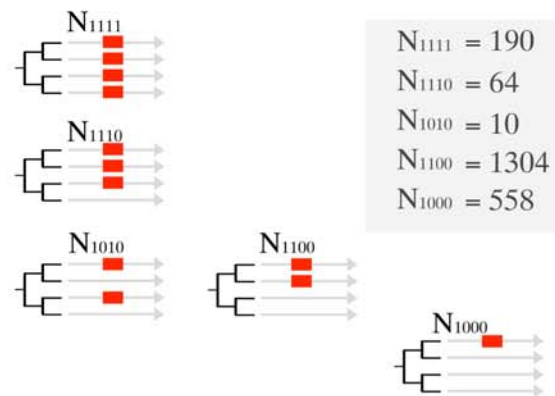 N1111
N1110
N1010
N1100
N1000
N1111 = 190
N1110 = 64
N1010 = 10
N1100 = 1304
N1000 = 558